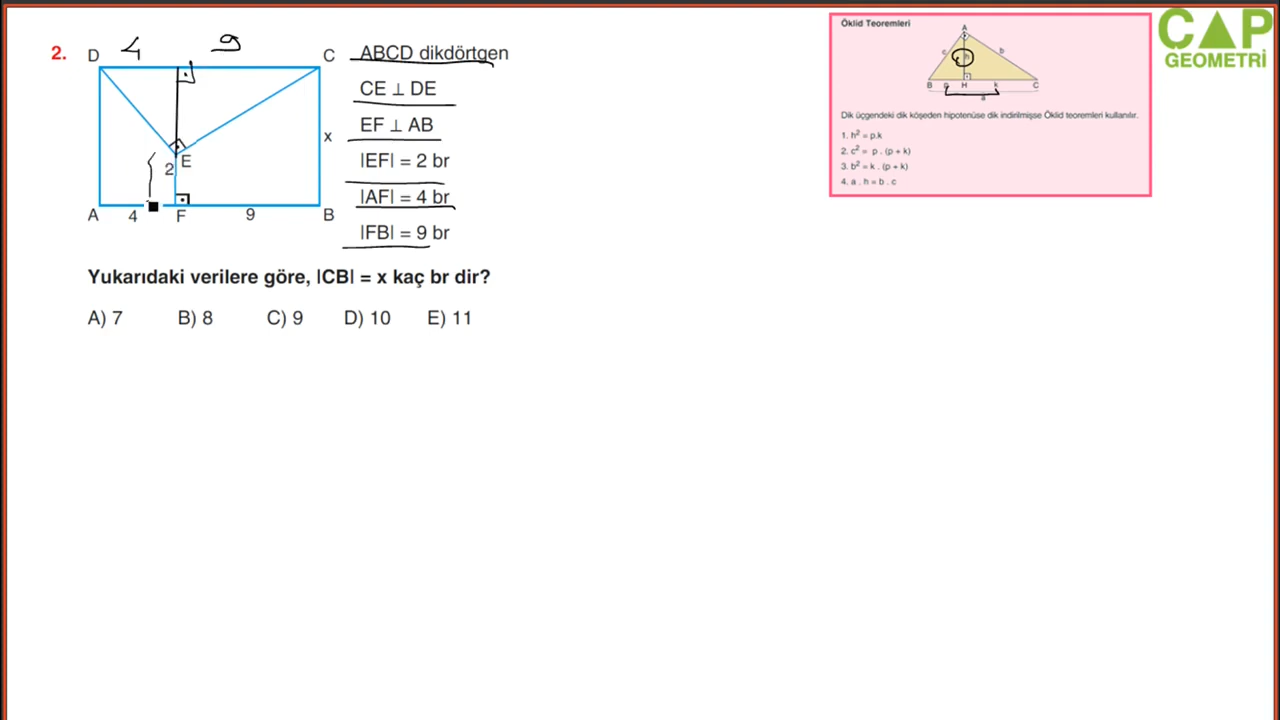 2.
D 4 9 C
x
E
2
A 4 F 9 B
ABCD dikdörtgen
CE ⊥ DE
EF ⊥ AB
|EF| = 2 br
|AF| = 4 br
|FB| = 9 br
Yukarıdaki verilere göre, |CB| = x kaç br dir?
A) 7 B) 8 C) 9 D) 10 E) 11
Öklid Teoremleri
A
c h b
B p H k C
a
Dik üçgendeki dik köşeden hipotenüse dik indirilmişse Öklid teoremleri kullanılır.
1. h² = p.k
2. c² = p . (p + k)
3. b² = k . (p + k)
4. a . h = b . c
ÇAP
GEOMETRİ